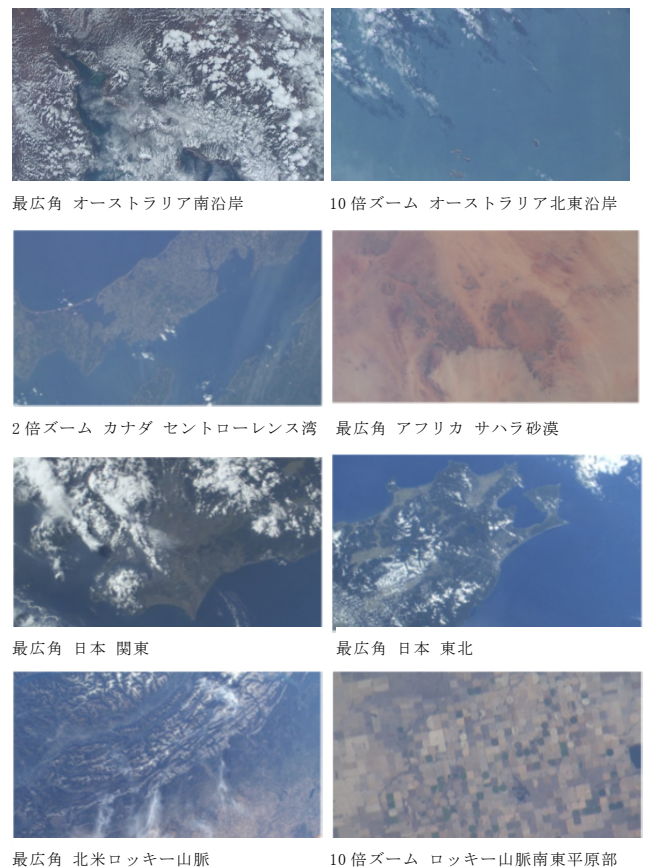 最広角 オーストラリア南沿岸
10倍ズーム オーストラリア北東沿岸
2倍ズーム カナダ セントローレンス湾
最広角 アフリカ サハラ砂漠
最広角 日本 関東
最広角 日本 東北
最広角 北米ロッキー山脈
10倍ズーム ロッキー山脈南東平原部